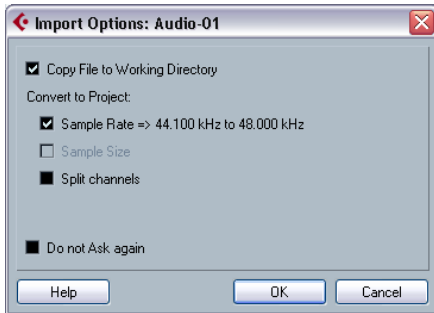 Import Options: Audio-01
Copy File to Working Directory
Convert to Project:
Sample Rate => 44.100 kHz to 48.000 kHz
Sample Size
Split channels
Do not Ask again
Help
OK
Cancel